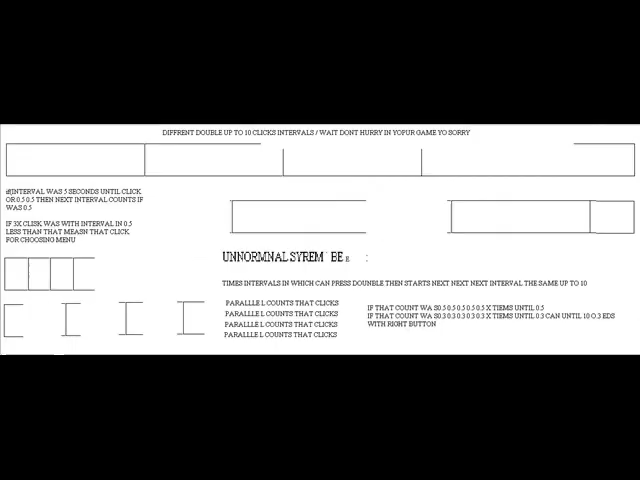 DIFFRENT DOUBLE UP TO 10 CLICKS INTERVALS / WAIT DONT HURRY IN YOPUR GAME YO SORRY
if(INTERVAL WAS 5 SECONDS UNTIL CLICK
OR 0.5 0.5 THEN NEXT INTERVAL COUNTS IF
WAS 0.5
IF 3X CLISK WAS WITH INTERVAL IN 0.5
LESS THAN THAT MEASN THAT CLICK
FOR CHOOSING MENU
UNNORMNAL SYREM BE
TIMES INTERVALS IN WHICH CAN PRESS DOUNBLE THEN STARTS NEXT NEXT NEXT INTERVAL THE SAME UP TO 10
PARALLLE L COUNTS THAT CLICKS
PARALLLE L COUNTS THAT CLICKS
PARALLLE L COUNTS THAT CLICKS
PARALLLE L COUNTS THAT CLICKS
IF THAT COUNT WA S0.5 0.5 0.5 0.5 X TIEMS UNTIL 0.5
IF THAT COUNT WA S0.3 0.3 0.3 0.3 X TIEMS UNTIL 0.3 CAN UNTIL 10 O.3 EDS
WITH RIGHT BUTTON